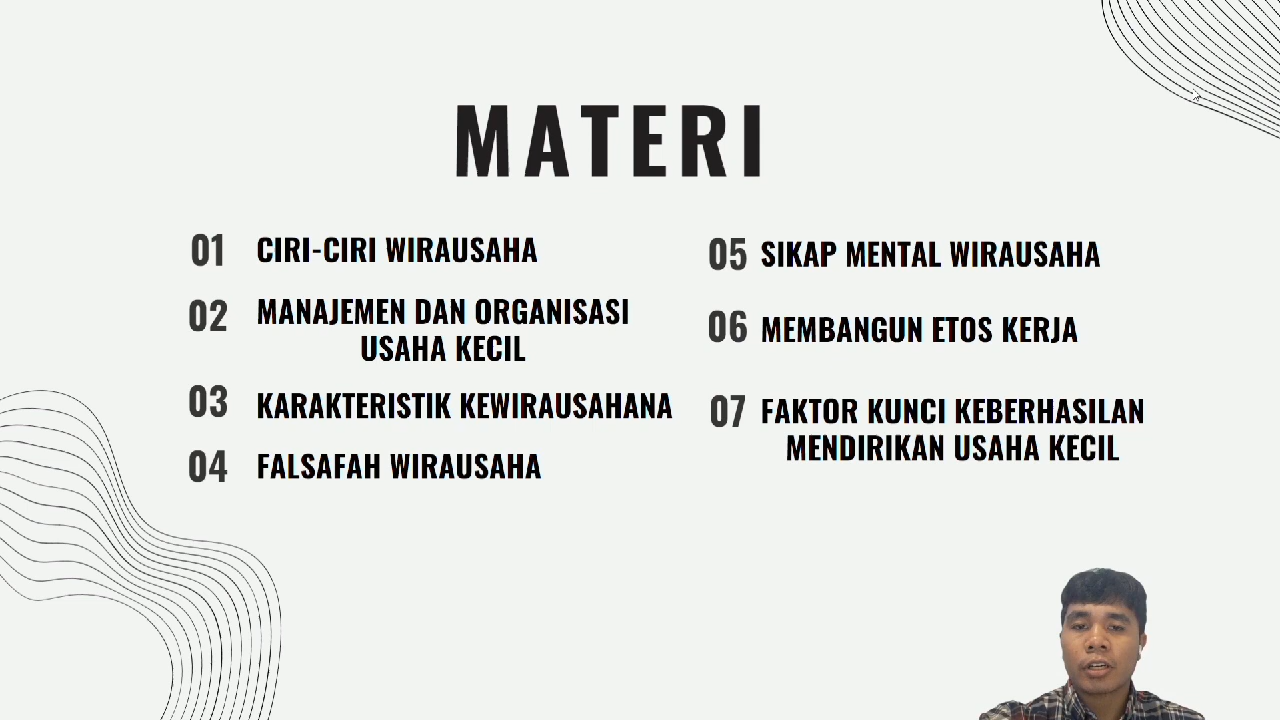 MATERI
01 CIRI-CIRI WIRAUSAHA
02 MANAJEMEN DAN ORGANISASI
USAHA KECIL
03 KARAKTERISTIK KEWIRAUSAHANA
04 FALSAFAH WIRAUSAHA
05 SIKAP MENTAL WIRAUSAHA
06 MEMBANGUN ETOS KERJA
07 FAKTOR KUNCI KEBERHASILAN
MENDIRIKAN USAHA KECIL